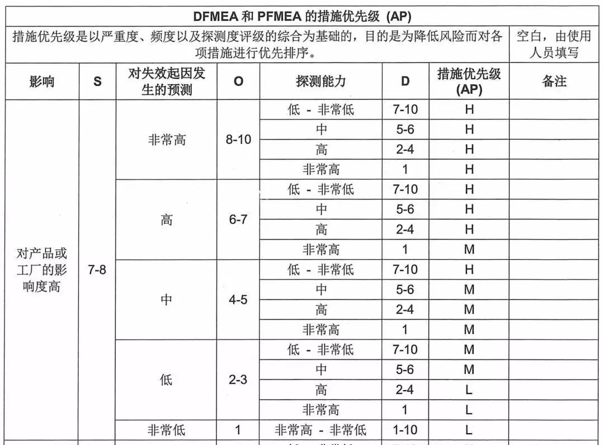 DFMEA 和 PFMEA 的措施优先级 (AP)
措施优先级是以严重度、频度以及探测度评级的综合为基础的，目的是为降低风险而对各
项措施进行优先排序。
空白，由使用
人员填写
影响 S 对失效起因发
生的预测 O 探测能力 D 措施优先级
(AP) 备注
对产品或
工厂的影
响度高
7-8
非常高 8-10
低 - 非常低 7-10 H
中 5-6 H
高 2-4 H
非常高 1 H
高 6-7
低 - 非常低 7-10 H
中 5-6 H
高 2-4 H
非常高 1 M
中 4-5
低 - 非常低 7-10 H
中 5-6 M
高 2-4 M
非常高 1 M
低 2-3
低 - 非常低 7-10 M
中 5-6 M
高 2-4 L
非常高 1 L
非常低 1 非常高 - 非常低 1-10 L